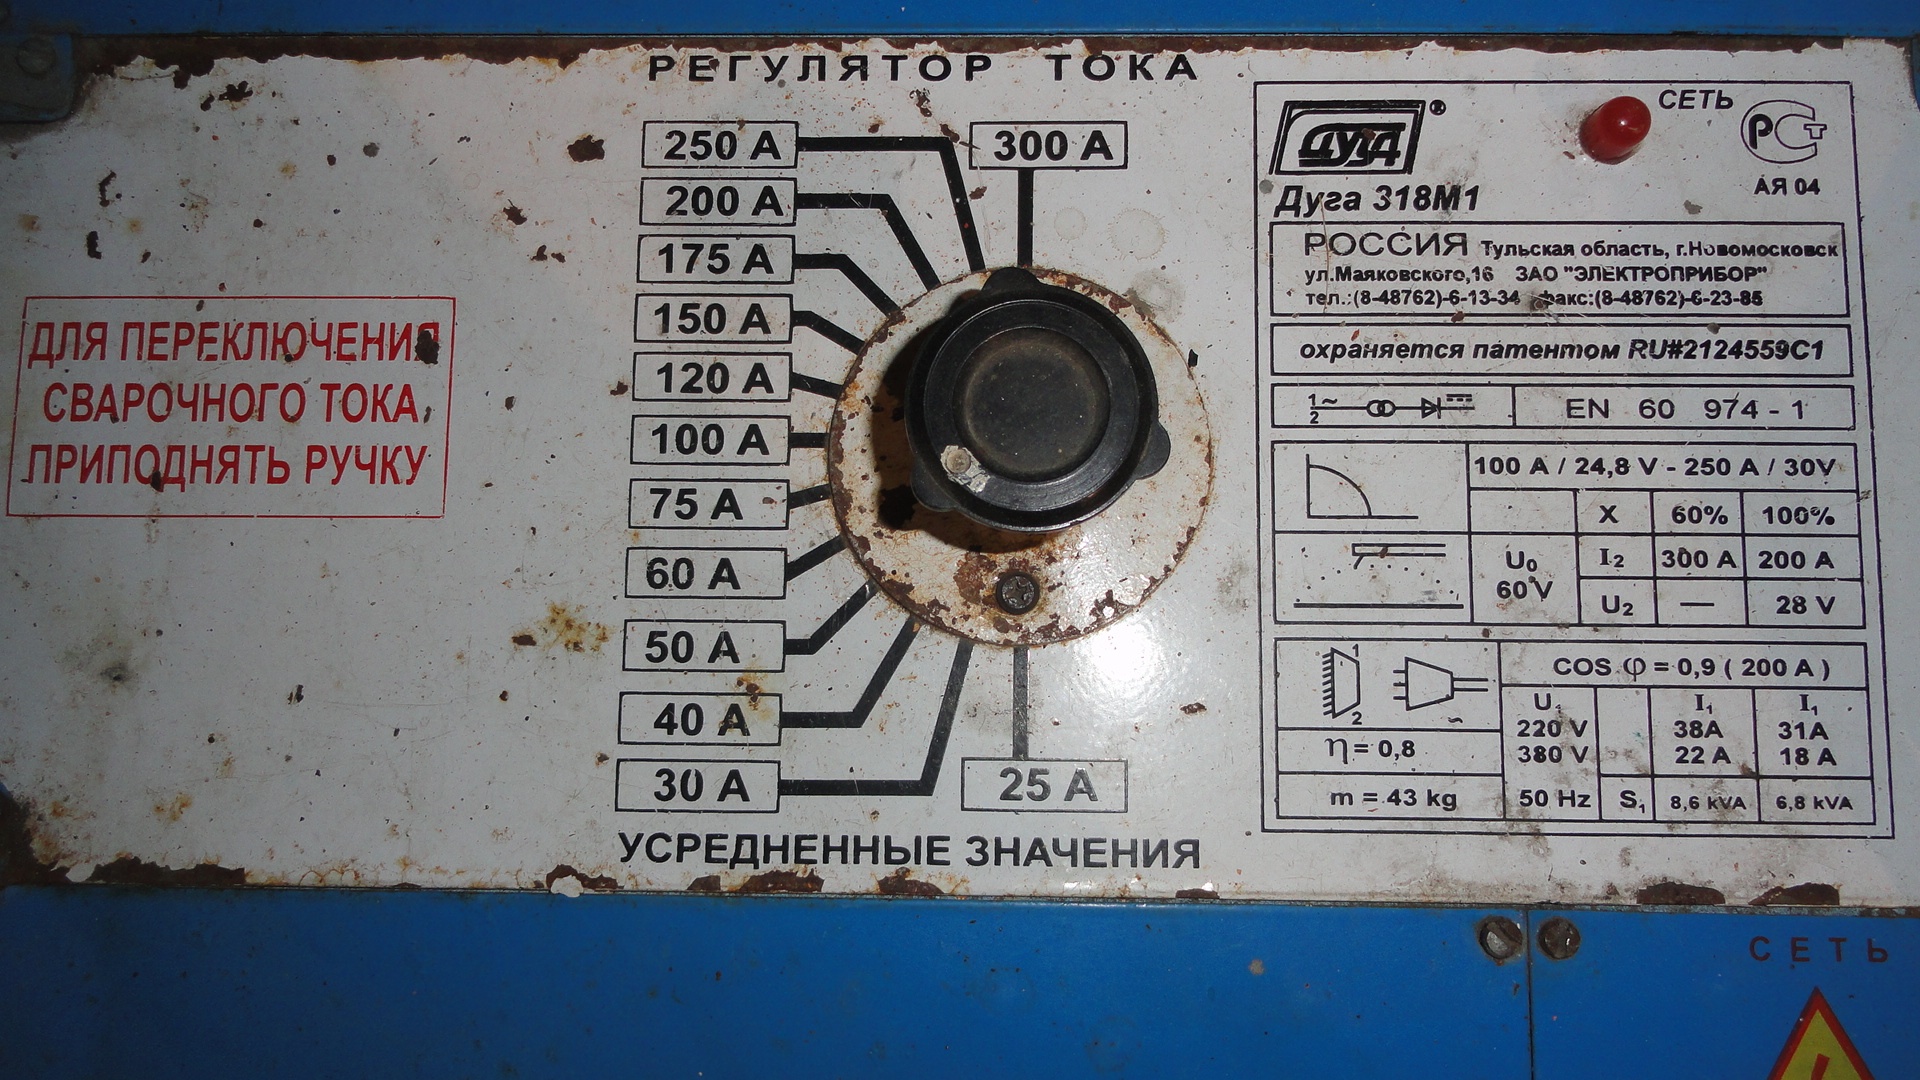 РЕГУЛЯТОР ТОКА
250 А
300 А
200 А
175 А
150 А
120 А
100 А
75 А
60 А
50 А
40 А
30 А
25 А
УСРЕДНЕННЫЕ ЗНАЧЕНИЯ
ДЛЯ ПЕРЕКЛЮЧЕНИЯ
СВАРОЧНОГО ТОКА,
ПРИПОДНЯТЬ РУЧКУ
ДУГА ®
СЕТЬ
РСТ
АЯ 04
Дуга 318М1
РОССИЯ Тульская область, г.Новомосковск
ул.Маяковского,16 ЗАО "ЭЛЕКТРОПРИБОР"
тел.:(8-48762)-6-13-34 факс:(8-48762)-6-23-85
охраняется патентом RU#2124559C1
1~
2
EN 60 974 - 1
100 A / 24,8 V - 250 A / 30V
X 60% 100%
U0 I2 300 A 200 A
60 V U2 — 28 V
1
2
~
COS φ = 0,9 ( 200 A )
U1 I1 I1
220 V 38A 31A
380 V 22 A 18 A
η = 0,8
m = 43 kg
50 Hz S1 8,6 kVA 6,8 kVA
СЕТЬ